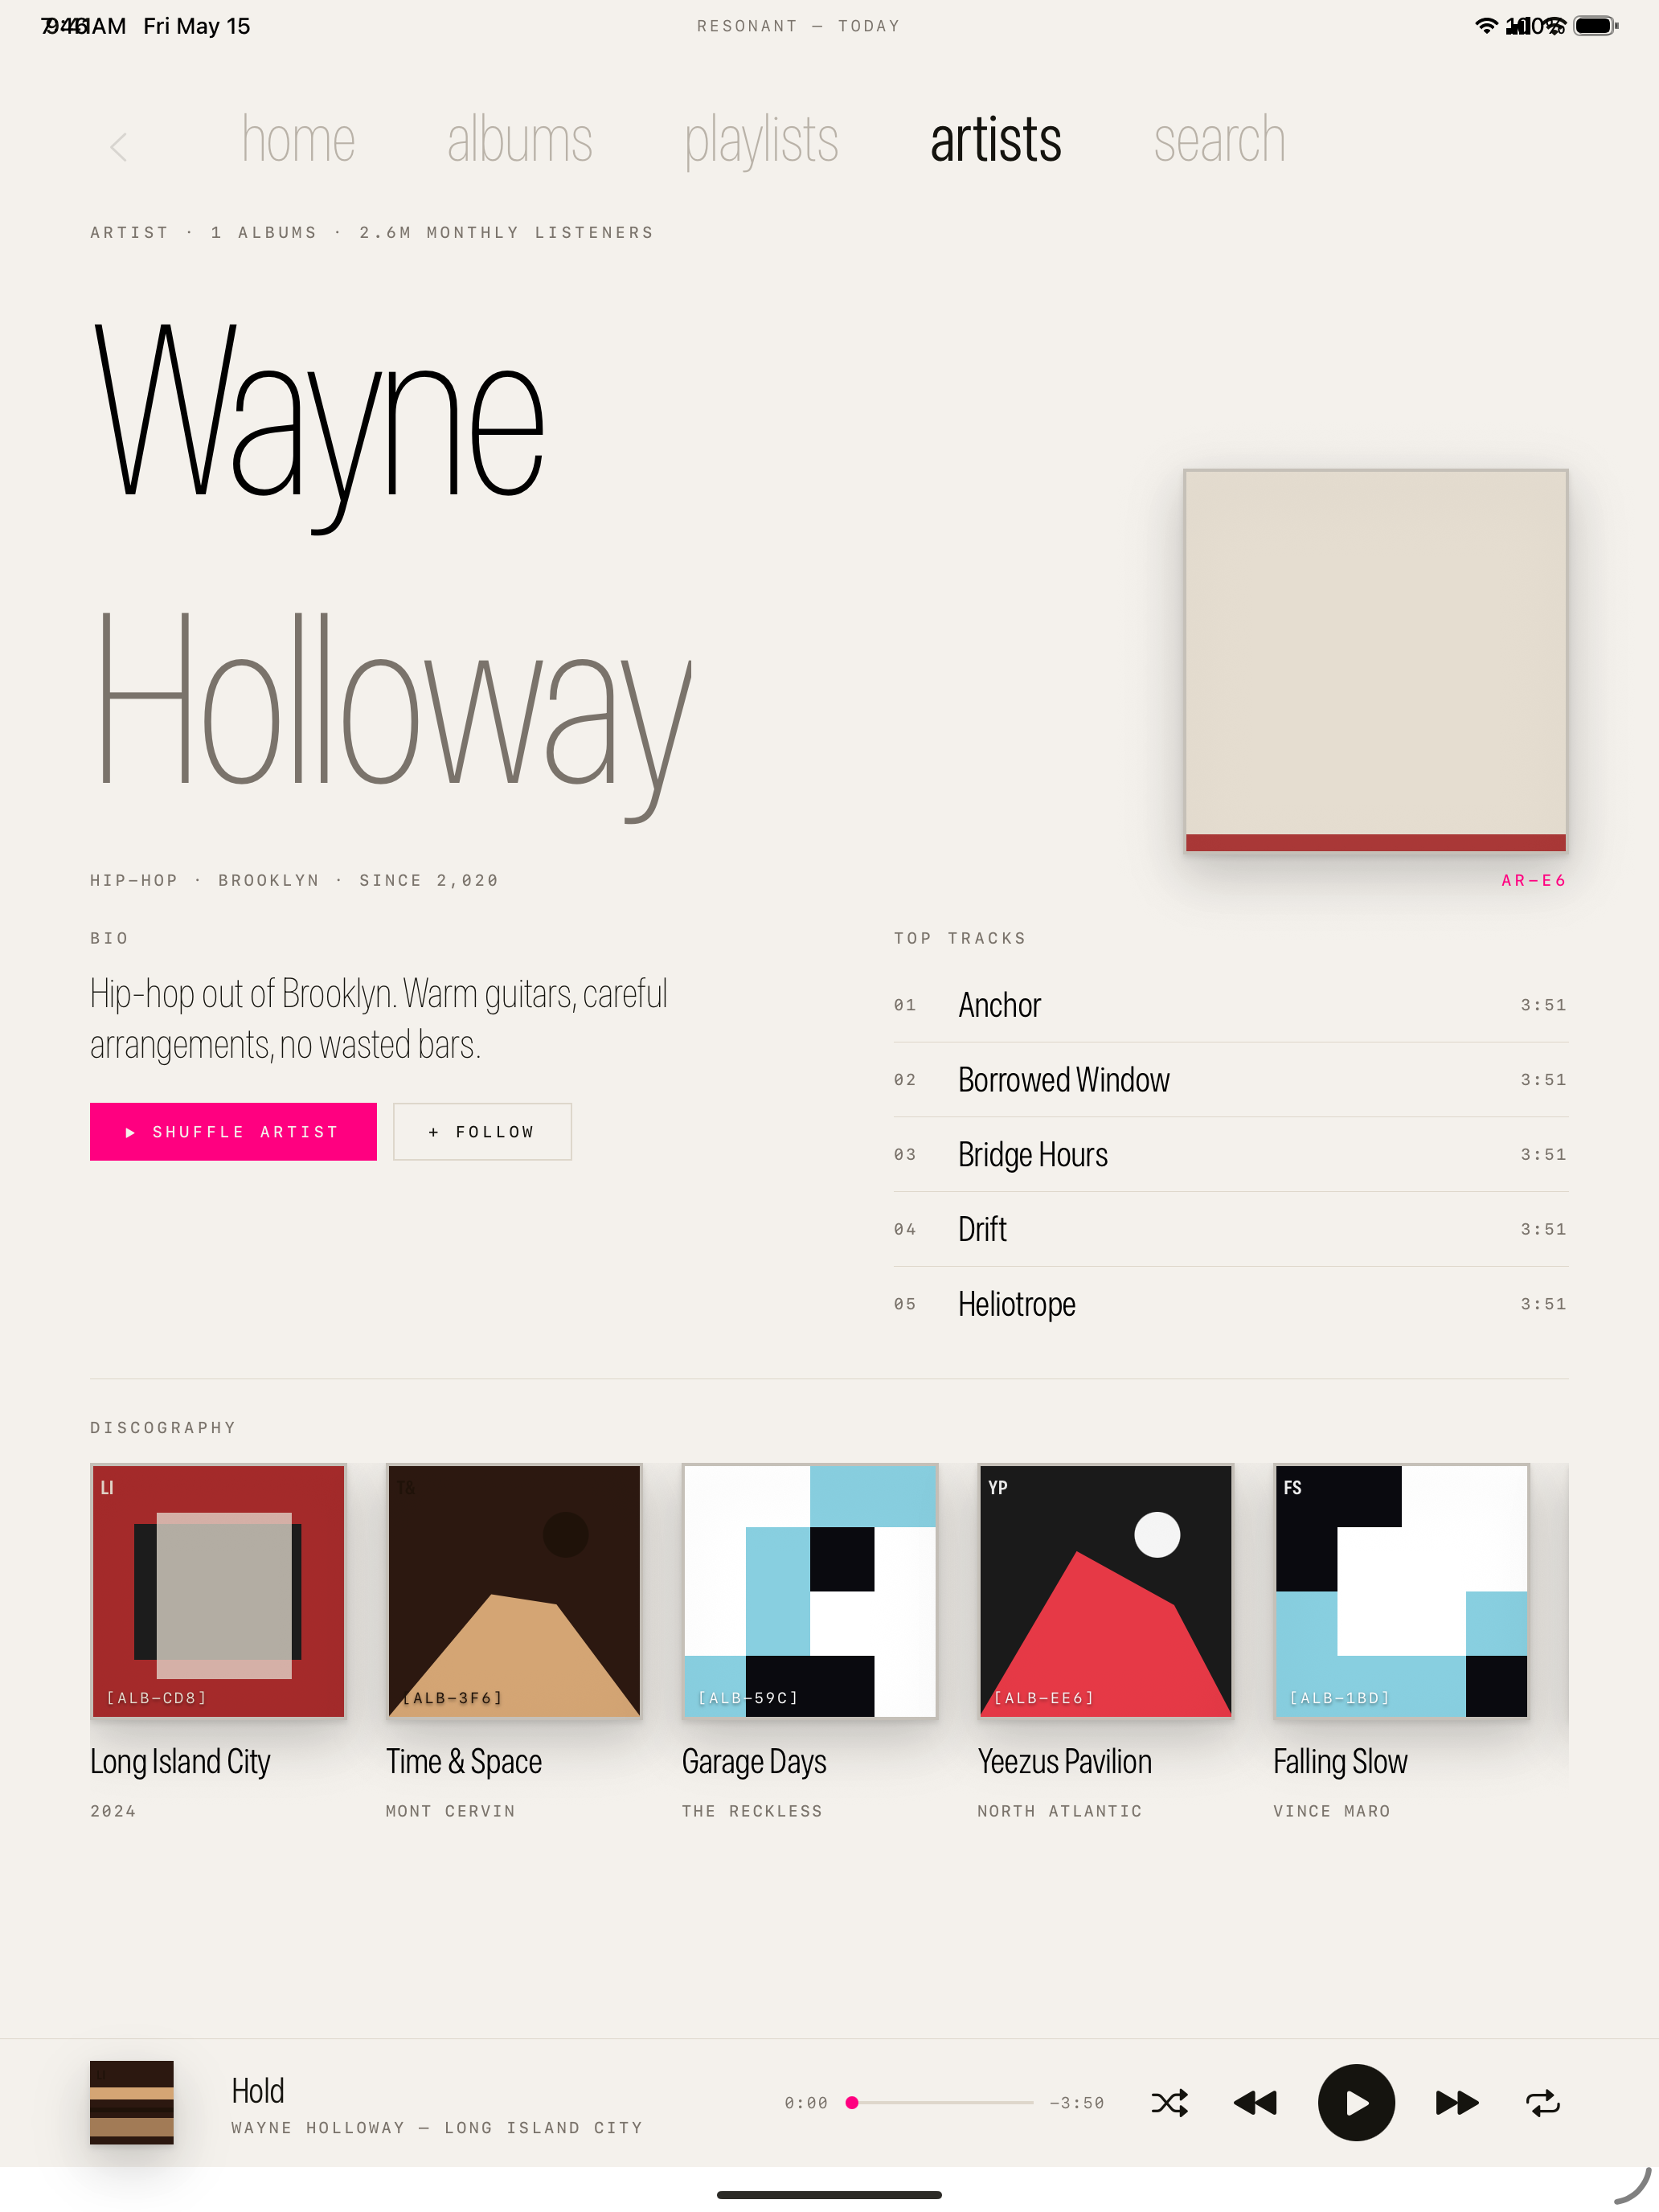 Fri May 15
RESONANT — TODAY
home albums playlists artists search
ARTIST · 1 ALBUMS · 2.6M MONTHLY LISTENERS
Wayne
Holloway
HIP-HOP · BROOKLYN · SINCE 2,020
AR-E6
BIO
Hip-hop out of Brooklyn. Warm guitars, careful
arrangements, no wasted bars.
▶ SHUFFLE ARTIST
+ FOLLOW
TOP TRACKS
01 Anchor 3:51
02 Borrowed Window 3:51
03 Bridge Hours 3:51
04 Drift 3:51
05 Heliotrope 3:51
DISCOGRAPHY
LI
[ALB-CD8]
Long Island City
2024
T&
[ALB-3F6]
Time & Space
MONT CERVIN
[ALB-59C]
Garage Days
THE RECKLESS
YP
[ALB-EE6]
Yeezus Pavilion
NORTH ATLANTIC
FS
[ALB-1BD]
Falling Slow
VINCE MARO
Hold
WAYNE HOLLOWAY — LONG ISLAND CITY
0:00
-3:50